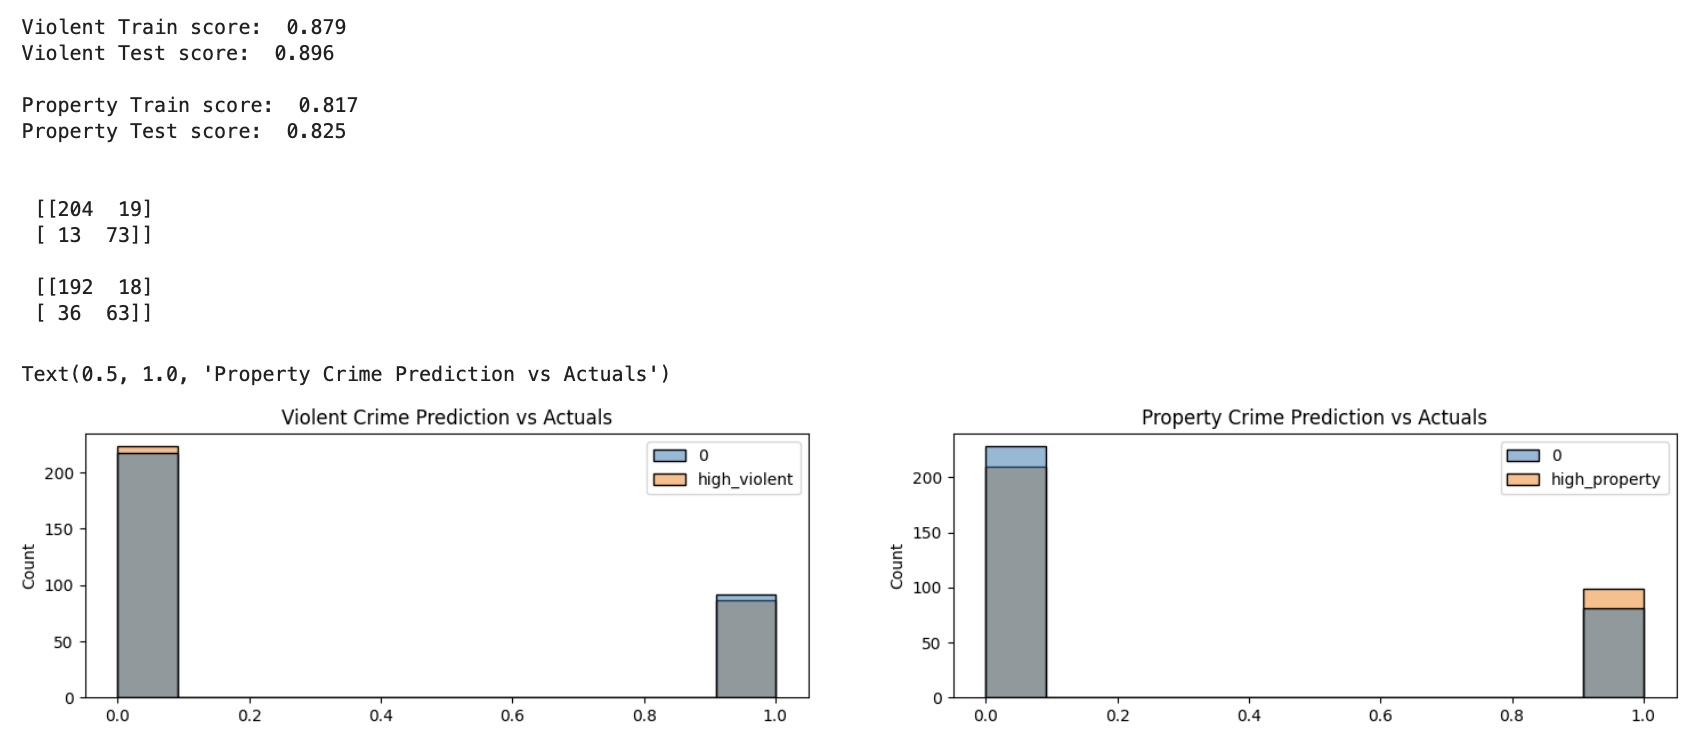 Violent Train score:  0.879
Violent Test score:  0.896
Property Train score:  0.817
Property Test score:  0.825
[[204  19]
[ 13  73]]
[[192  18]
[ 36  63]]
Text(0.5, 1.0, 'Property Crime Prediction vs Actuals')
Violent Crime Prediction vs Actuals
0
high_violent
Count
200
150
100
50
0
0.0 0.2 0.4 0.6 0.8 1.0
Property Crime Prediction vs Actuals
0
high_property
Count
200
150
100
50
0
0.0 0.2 0.4 0.6 0.8 1.0